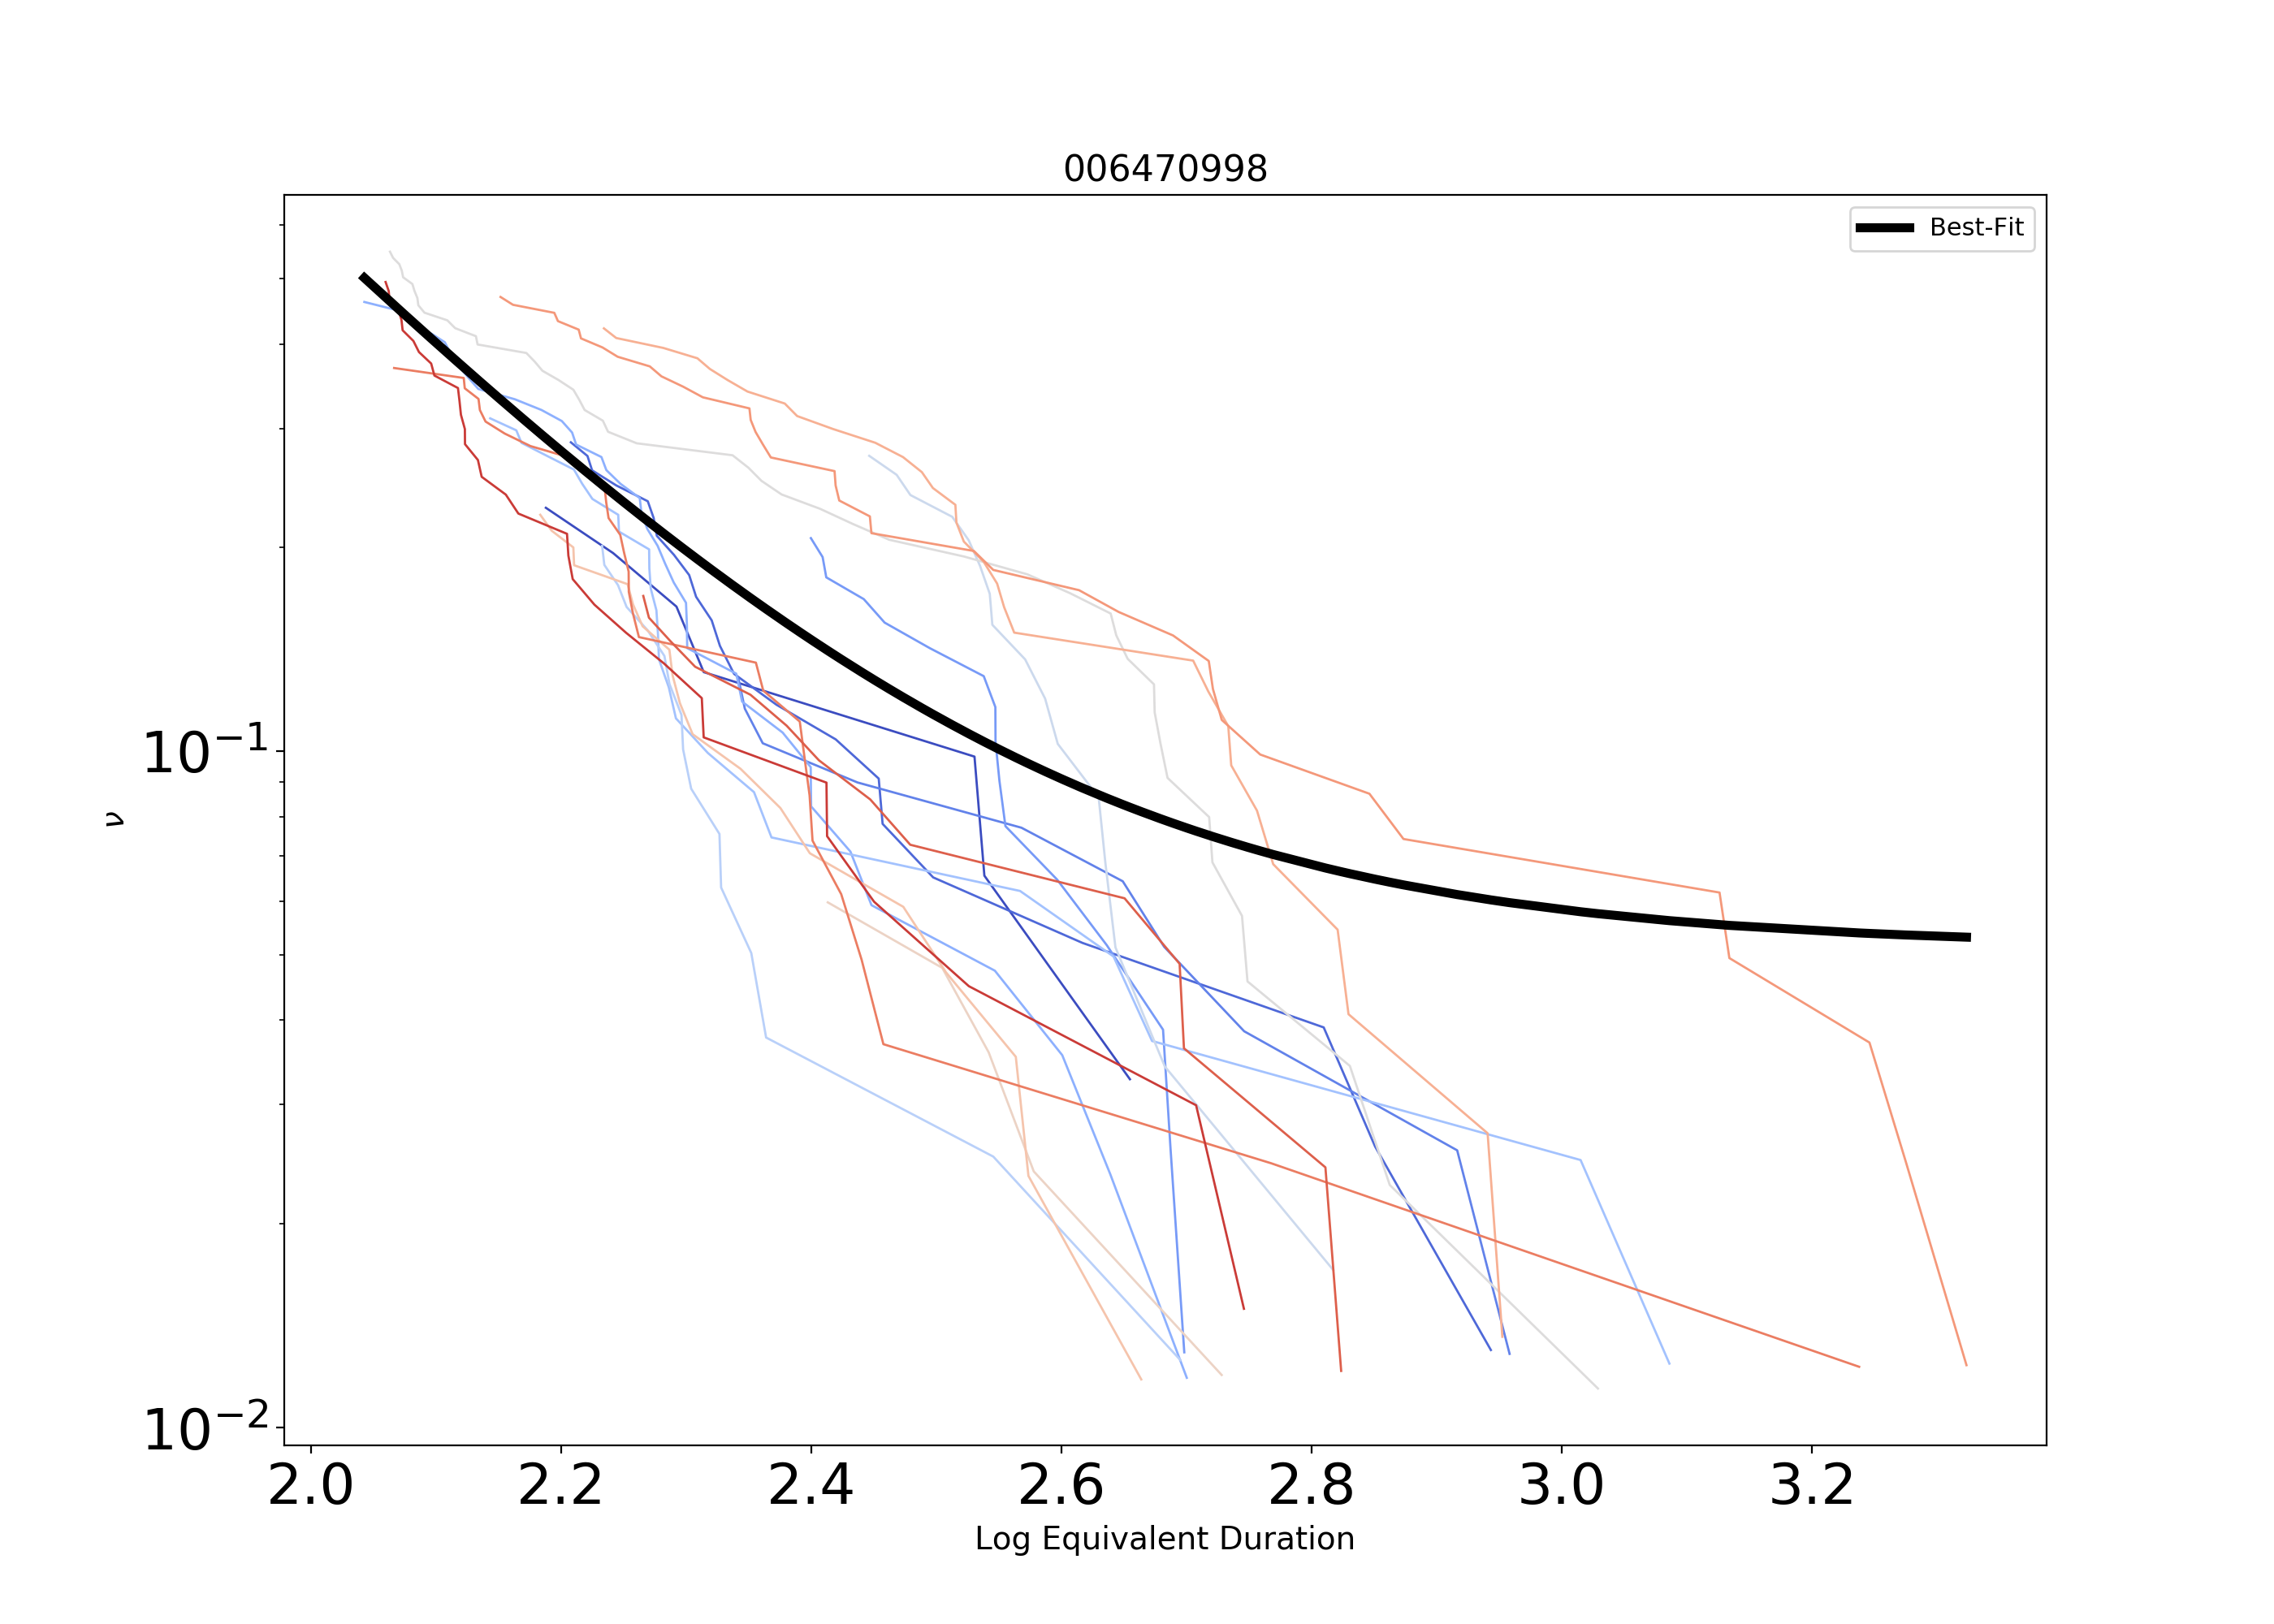 006470998
Best-Fit
10⁻¹
ν
10⁻²
2.0 2.2 2.4 2.6 2.8 3.0 3.2
Log Equivalent Duration